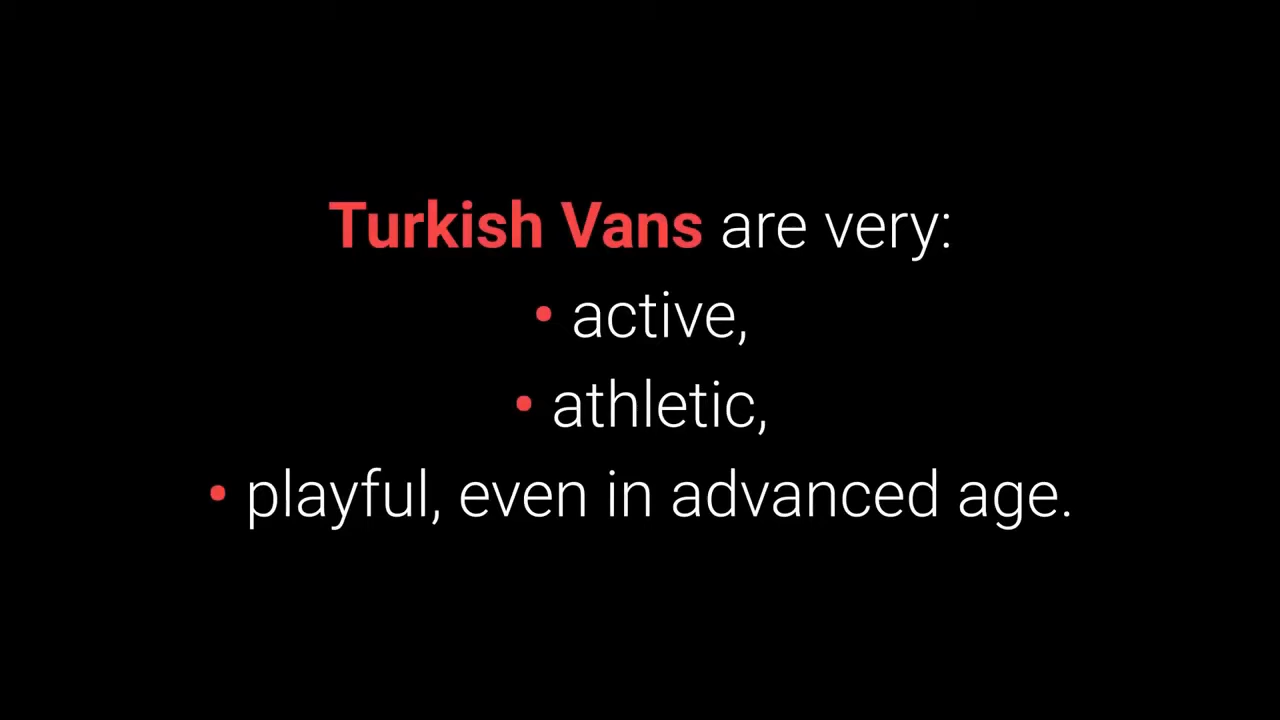 Turkish Vans are very:
• active,
• athletic,
• playful, even in advanced age.